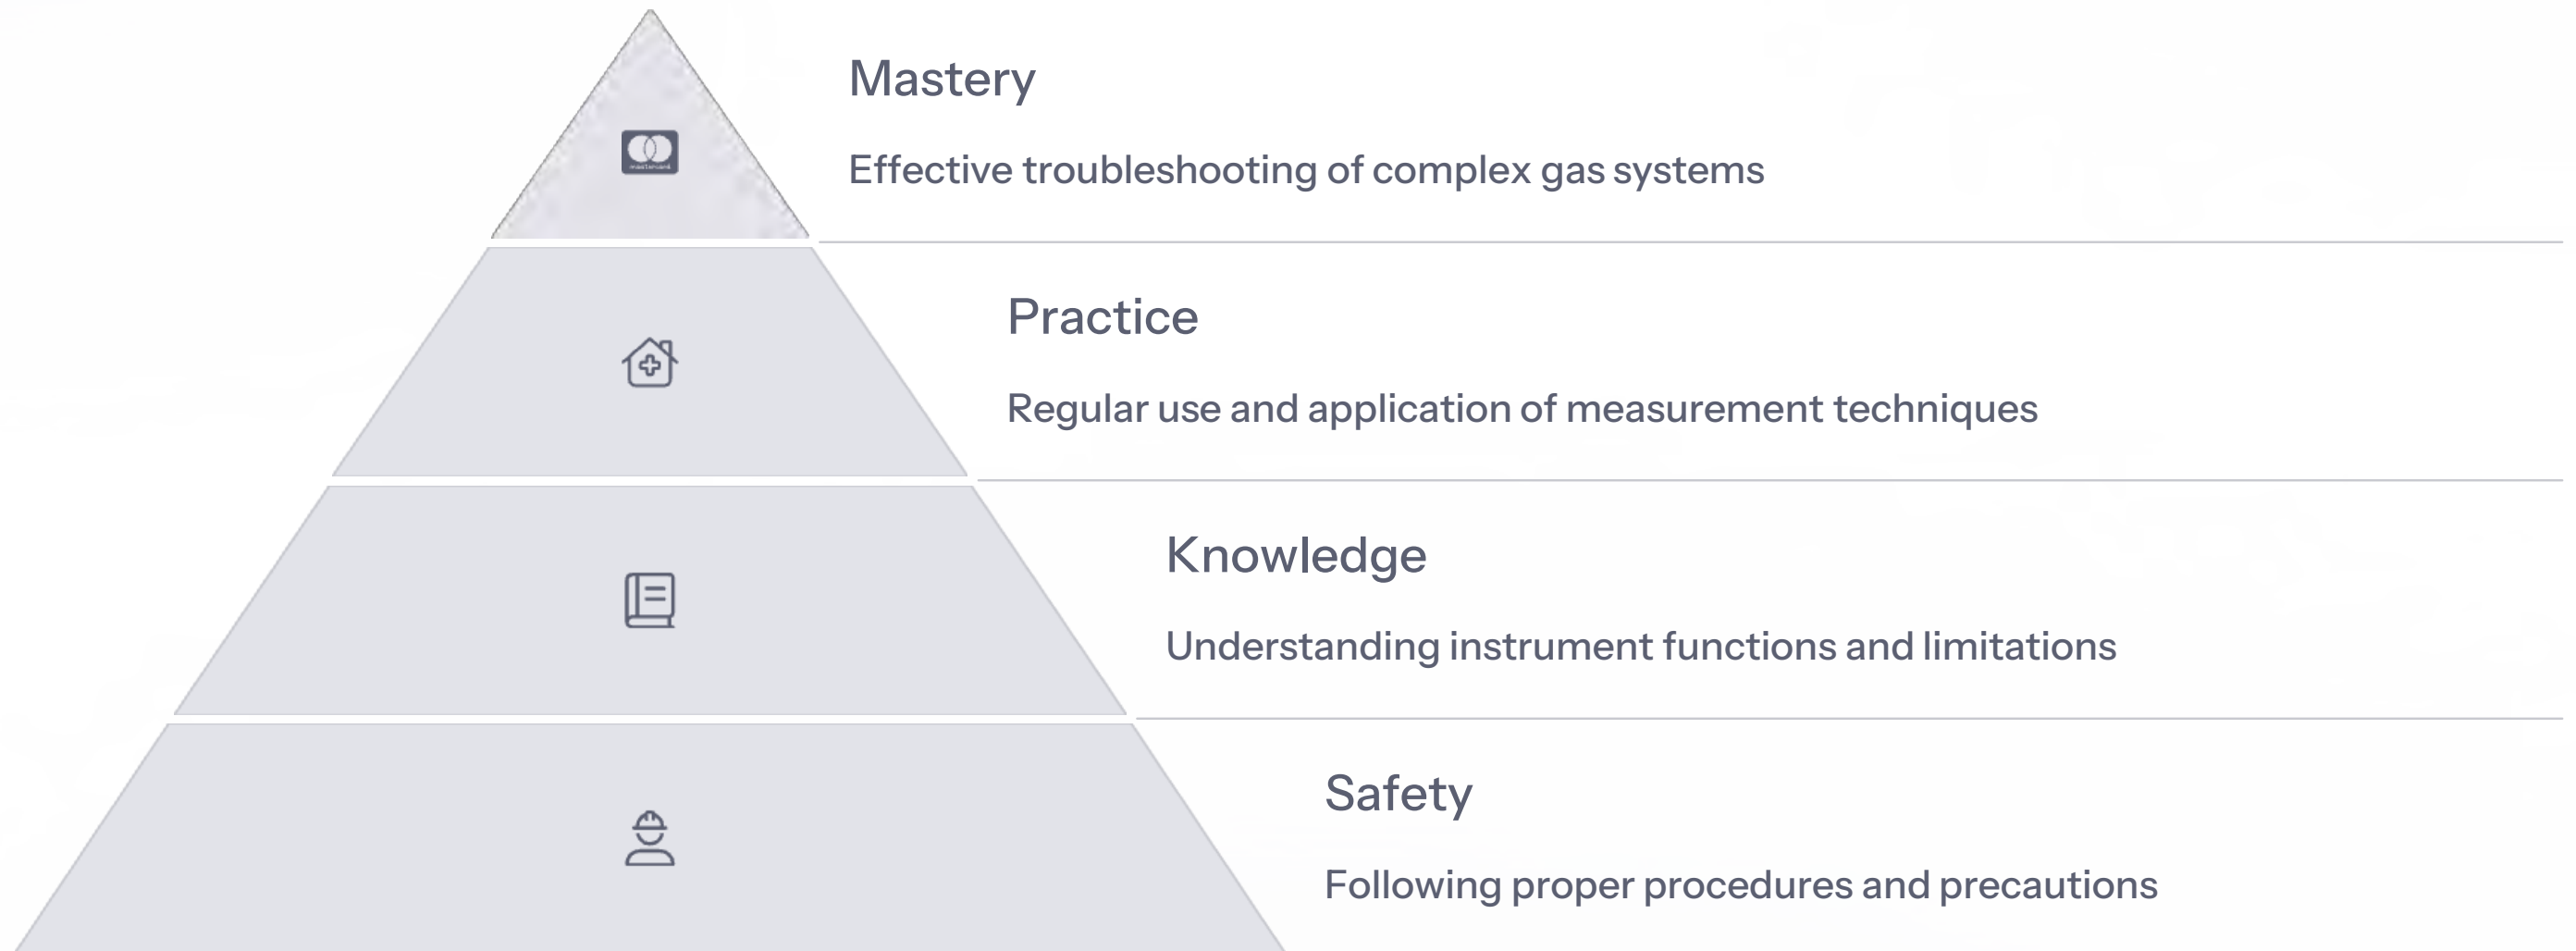 Mastery
Effective troubleshooting of complex gas systems
mastercard
Practice
Regular use and application of measurement techniques
Knowledge
Understanding instrument functions and limitations
Safety
Following proper procedures and precautions